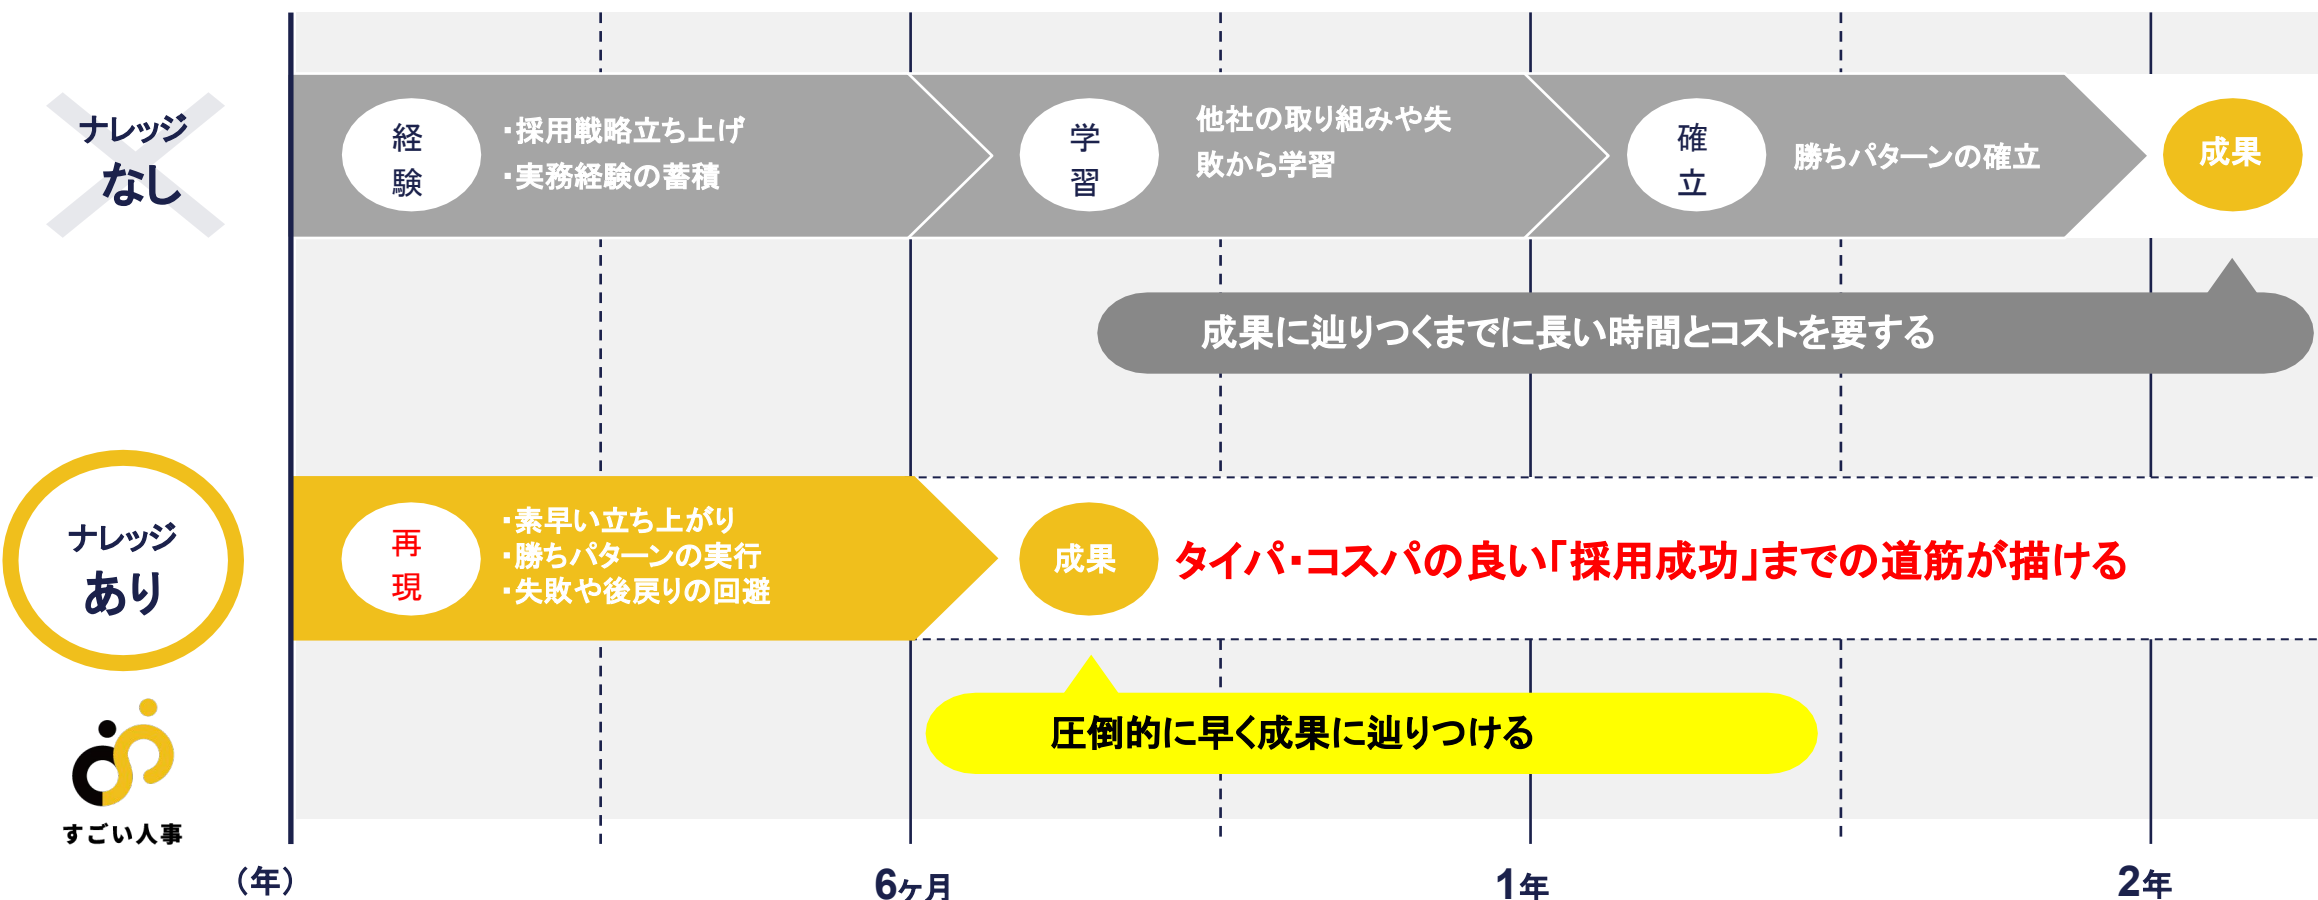 ナレッジ
なし
経
験
・採用戦略立ち上げ
・実務経験の蓄積
学
習
他社の取り組みや失
敗から学習
確
立
勝ちパターンの確立
成果
成果に辿りつくまでに長い時間とコストを要する
ナレッジ
あり
再
現
・素早い立ち上がり
・勝ちパターンの実行
・失敗や後戻りの回避
成果
タイパ・コスパの良い「採用成功」までの道筋が描ける
圧倒的に早く成果に辿りつける
すごい人事
（年）
6ヶ月
1年
2年